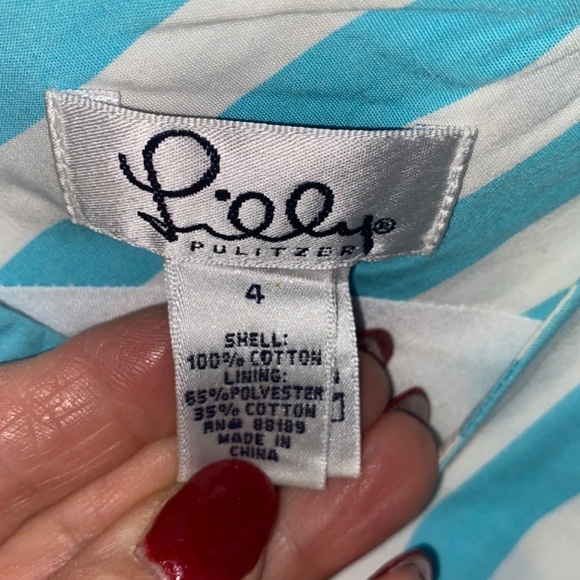 Lilly®
PULITZER
4
SHELL:
100% COTTON
LINING:
65% POLYESTER
35% COTTON
RN# 88189
MADE IN
CHINA